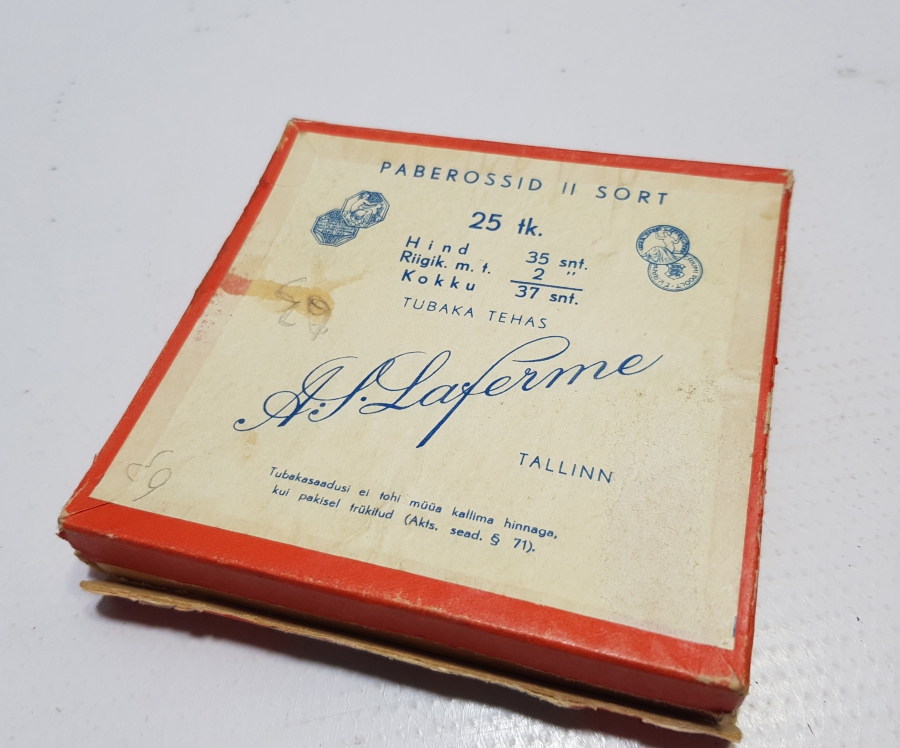 PABEROSSID II SORT
25 tk.
Hind 35 snt.
Riigik. m. t. 2 "
Kokku 37 snt.
TUBAKA TEHAS
A:S. Laferme
TALLINN
Tubakasaadusi ei tohi müüa kallima hinnaga,
kui pakisel trükitud (Akts. sead. § 71).